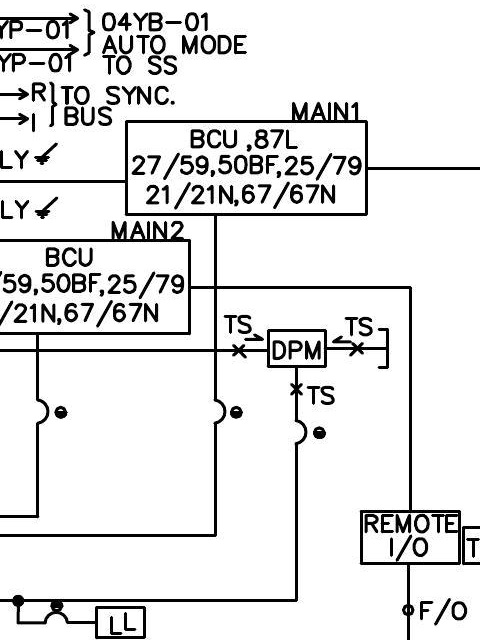 YP-01
04YB-01
AUTO MODE
YP-01
TO SS
R
TO SYNC.
I
BUS
MAIN1
LY
BCU ,87L
27/59,50BF,25/79
21/21N,67/67N
LY
MAIN2
BCU
/59,50BF,25/79
/21N,67/67N
TS
TS
DPM
TS
REMOTE
I/O
T
F/O
LL